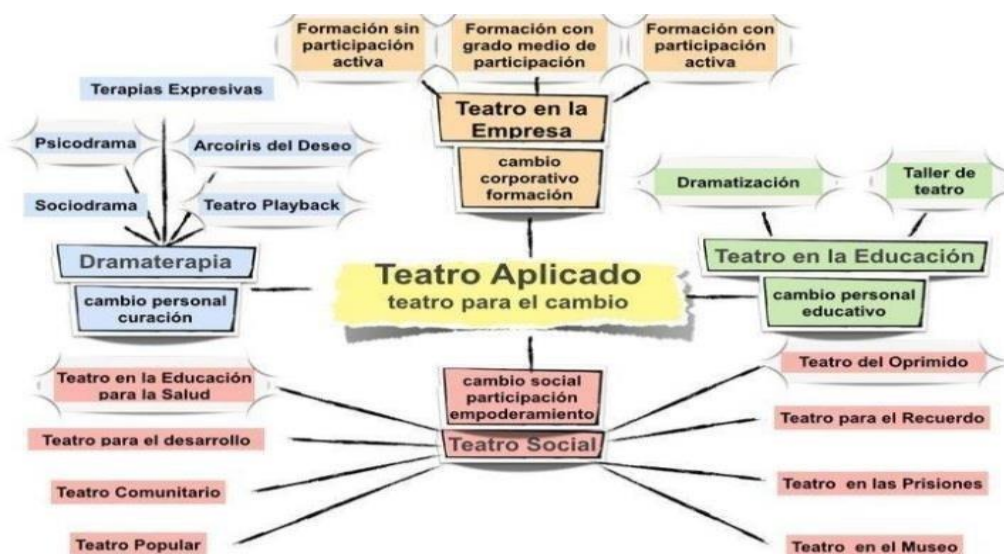 Formación sin
participación
activa
Formación con
grado medio de
participación
Formación con
participación
activa
Teatro en la
Empresa
cambio
corporativo
formación
Terapias Expresivas
Psicodrama
Arcoíris del Deseo
Sociodrama
Teatro Playback
Dramaterapia
cambio personal
curación
Dramatización
Taller de
teatro
Teatro en la Educación
cambio personal
educativo
Teatro Aplicado
teatro para el cambio
cambio social
participación
empoderamiento
Teatro Social
Teatro en la Educación
para la Salud
Teatro para el desarrollo
Teatro Comunitario
Teatro Popular
Teatro del Oprimido
Teatro para el Recuerdo
Teatro en las Prisiones
Teatro en el Museo